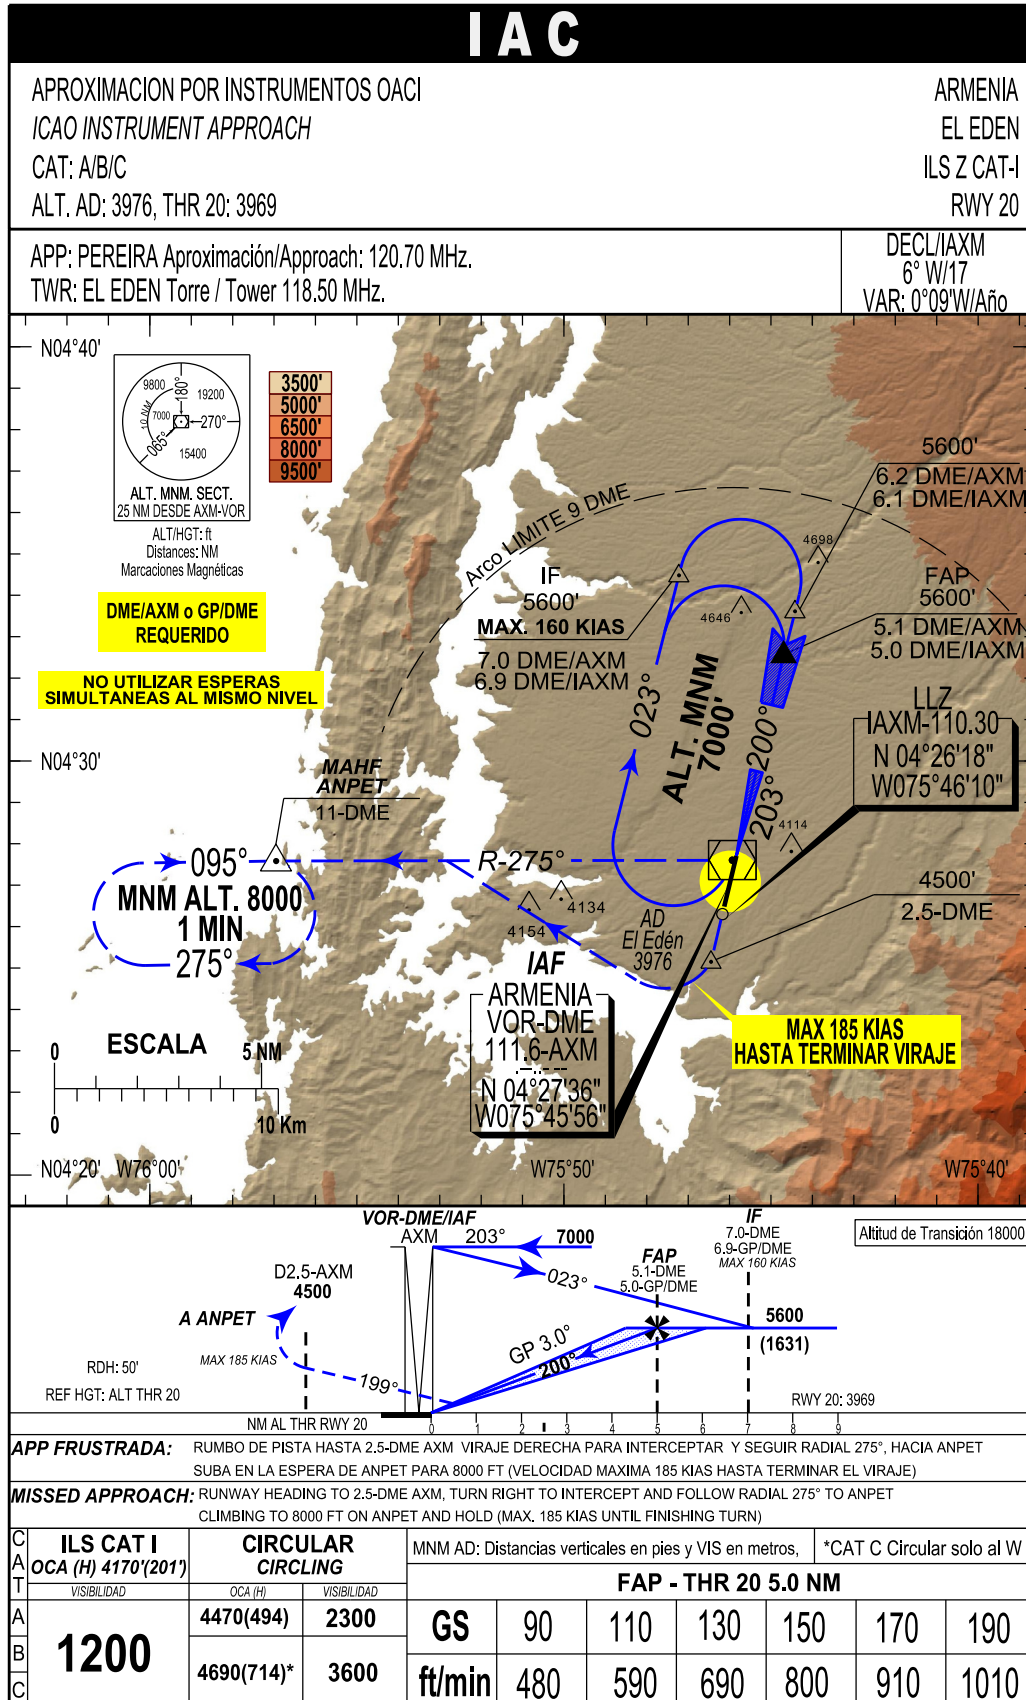 IAC
APROXIMACION POR INSTRUMENTOS OACI
ICAO INSTRUMENT APPROACH
CAT: A/B/C
ALT. AD: 3976, THR 20: 3969
ARMENIA
EL EDEN
ILS Z CAT-I
RWY 20
APP: PEREIRA Aproximación/Approach: 120.70 MHz.
TWR: EL EDEN Torre / Tower 118.50 MHz.
DECL/IAXM
6° W/17
VAR: 0°09'W/Año
N04°40'
9800
180°
19200
10 NM
7000
270°
065°
15400
ALT. MNM. SECT.
25 NM DESDE AXM-VOR
3500'
5000'
6500'
8000'
9500'
ALT/HGT: ft
Distances: NM
Marcaciones Magnéticas
DME/AXM o GP/DME
REQUERIDO
NO UTILIZAR ESPERAS
SIMULTANEAS AL MISMO NIVEL
Arco LIMITE 9 DME
5600'
6.2 DME/AXM
6.1 DME/IAXM
4698
IF
5600'
MAX. 160 KIAS
7.0 DME/AXM
6.9 DME/IAXM
4646
FAP
5600'
5.1 DME/AXM
5.0 DME/IAXM
023°
ALT. MNM
7000'
200°
203°
LLZ
IAXM-110.30
N 04°26'18"
W075°46'10"
N04°30'
MAHF
ANPET
11-DME
4114
095°
MNM ALT. 8000
1 MIN
275°
R-275°
4134
4154
AD
El Edén
3976
4500'
2.5-DME
IAF
ARMENIA
VOR-DME
111.6-AXM
.- -..- --
N 04°27'36"
W075°45'56"
MAX 185 KIAS
HASTA TERMINAR VIRAJE
ESCALA
0
5 NM
0
10 Km
N04°20'
W76°00'
W75°50'
W75°40'
VOR-DME/IAF
AXM
203°
7000
IF
7.0-DME
6.9-GP/DME
MAX 160 KIAS
Altitud de Transición 18000
FAP
5.1-DME
5.0-GP/DME
D2.5-AXM
4500
023°
A ANPET
5600
(1631)
GP 3.0°
200°
MAX 185 KIAS
199°
RDH: 50'
REF HGT: ALT THR 20
RWY 20: 3969
NM AL THR RWY 20
0 1 2 3 4 5 6 7 8 9
APP FRUSTRADA: RUMBO DE PISTA HASTA 2.5-DME AXM VIRAJE DERECHA PARA INTERCEPTAR Y SEGUIR RADIAL 275°, HACIA ANPET
SUBA EN LA ESPERA DE ANPET PARA 8000 FT (VELOCIDAD MAXIMA 185 KIAS HASTA TERMINAR EL VIRAJE)
MISSED APPROACH: RUNWAY HEADING TO 2.5-DME AXM, TURN RIGHT TO INTERCEPT AND FOLLOW RADIAL 275° TO ANPET
CLIMBING TO 8000 FT ON ANPET AND HOLD (MAX. 185 KIAS UNTIL FINISHING TURN)
CAT
ILS CAT I
OCA (H) 4170'(201')
VISIBILIDAD
CIRCULAR
CIRCLING
OCA (H)
VISIBILIDAD
MNM AD: Distancias verticales en pies y VIS en metros,
*CAT C Circular solo al W
FAP - THR 20 5.0 NM
A
B
C
1200
4470(494)
2300
4690(714)*
3600
GS 90 110 130 150 170 190
ft/min 480 590 690 800 910 1010